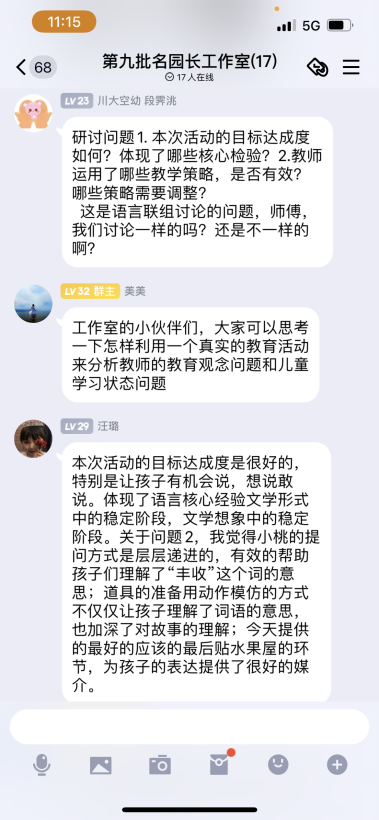 11:15
5G
68
第九批名园长工作室(17)
17人在线
LV23 川大空幼 段霁洮
研讨问题1. 本次活动的目标达成度
如何？体现了哪些核心检验？2.教师
运用了哪些教学策略，是否有效？
哪些策略需要调整？
这是语言联组讨论的问题，师傅，
我们讨论一样的吗？还是不一样的
啊？
LV32 群主 美美
工作室的小伙伴们，大家可以思考
一下怎样利用一个真实的教育活动
来分析教师的教育观念问题和儿童
学习状态问题
LV29 汪璐
本次活动的目标达成度是很好的，
特别是让孩子有机会说，想说敢
说。体现了语言核心经验文学形式
中的稳定阶段，文学想象中的稳定
阶段。关于问题2，我觉得小桃的提
问方式是层层递进的，有效的帮助
孩子们理解了“丰收”这个词的意
思；道具的准备用动作模仿的方式
不仅仅让孩子理解了词语的意思，
也加深了对故事的理解；今天提供
的最好的应该的最后贴水果屋的环
节，为孩子的表达提供了很好的媒
介。